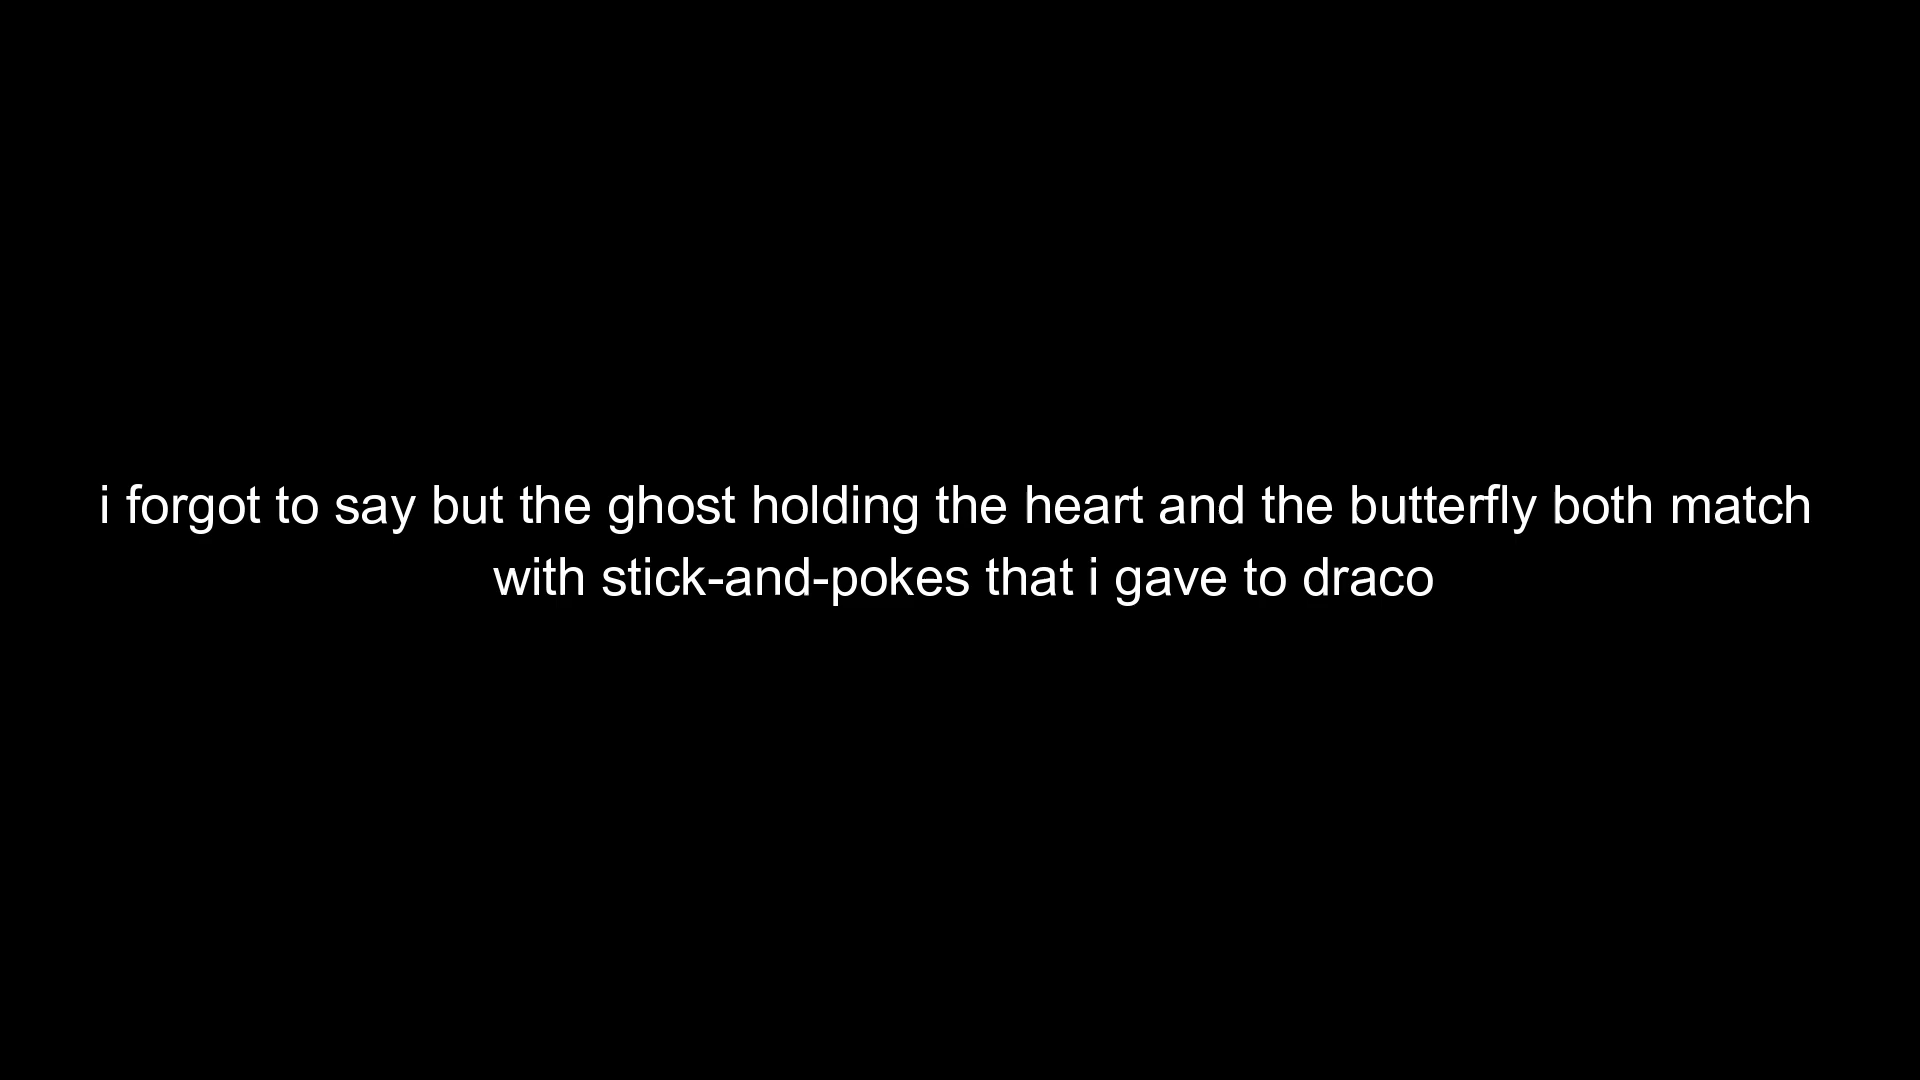 i forgot to say but the ghost holding the heart and the butterfly both match
with stick-and-pokes that i gave to draco